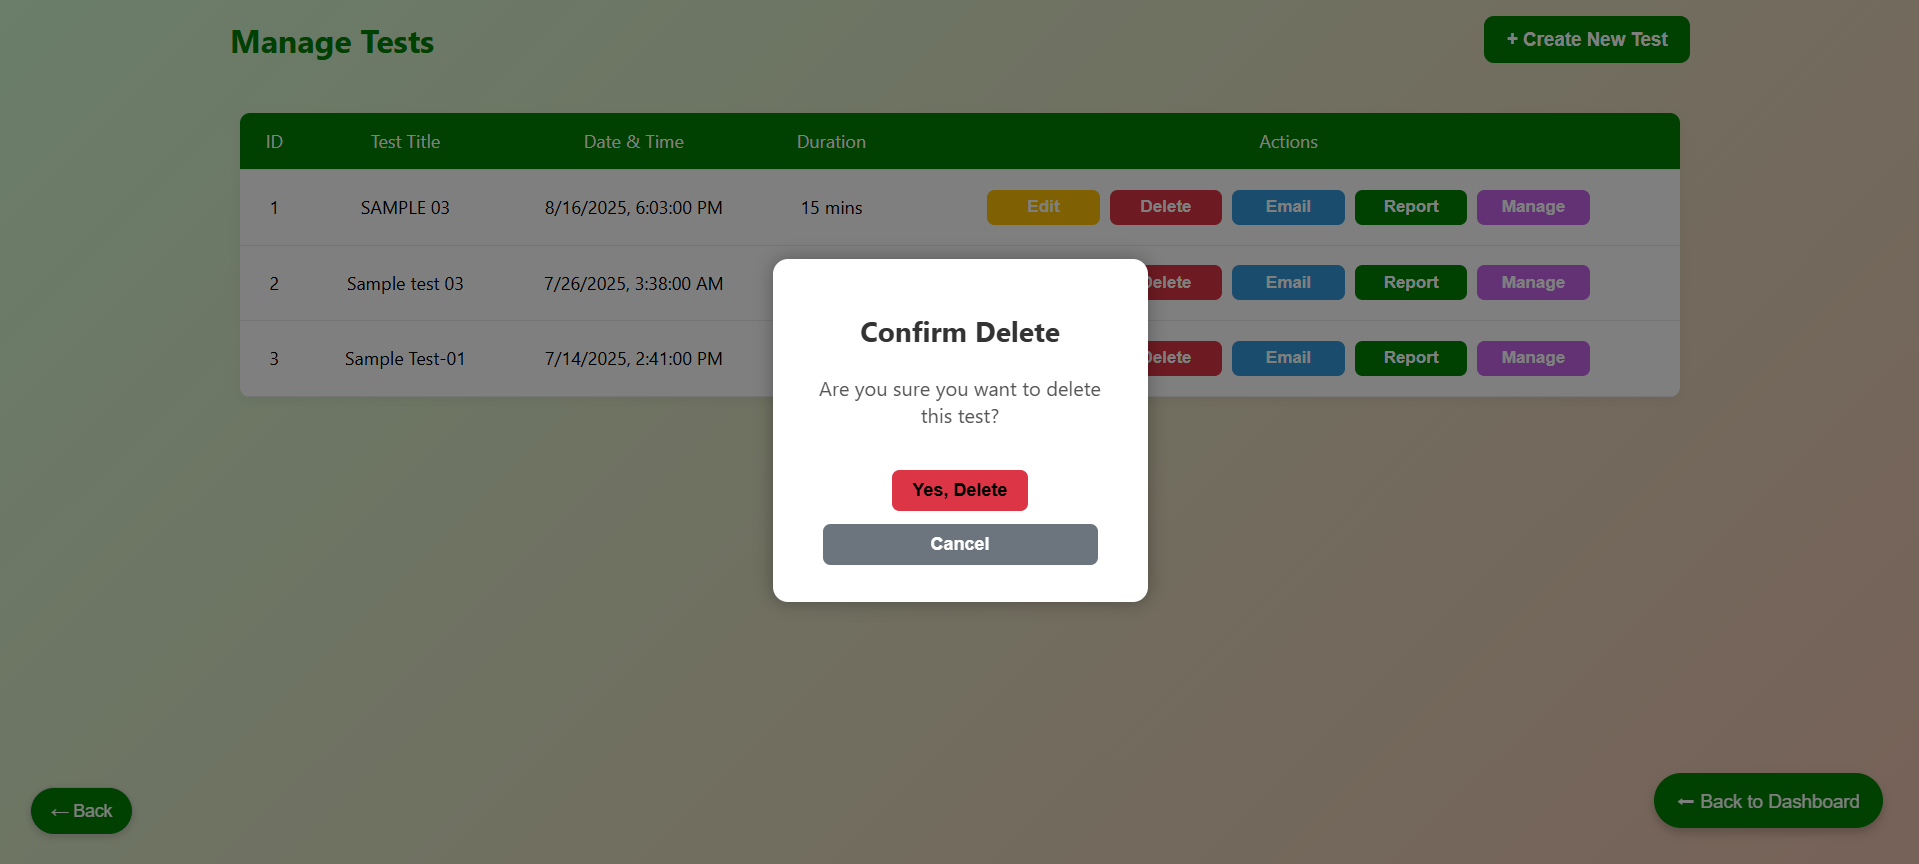 Manage Tests
+ Create New Test
ID Test Title Date & Time Duration Actions
1 SAMPLE 03 8/16/2025, 6:03:00 PM 15 mins Edit Delete Email Report Manage
2 Sample test 03 7/26/2025, 3:38:00 AM Delete Email Report Manage
3 Sample Test-01 7/14/2025, 2:41:00 PM Delete Email Report Manage
Confirm Delete
Are you sure you want to delete
this test?
Yes, Delete
Cancel
← Back
← Back to Dashboard